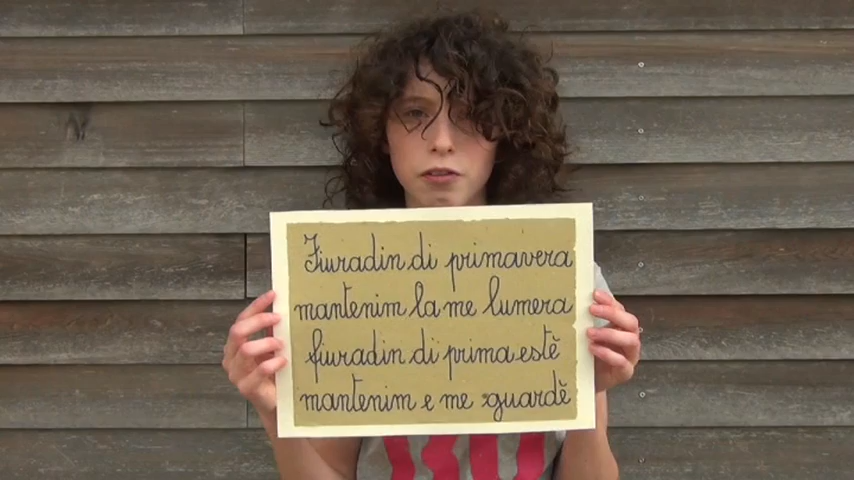 Fiuradin di primavera
mantenim la me lumera
fiuradin di prima estè
mantenim e me guardè